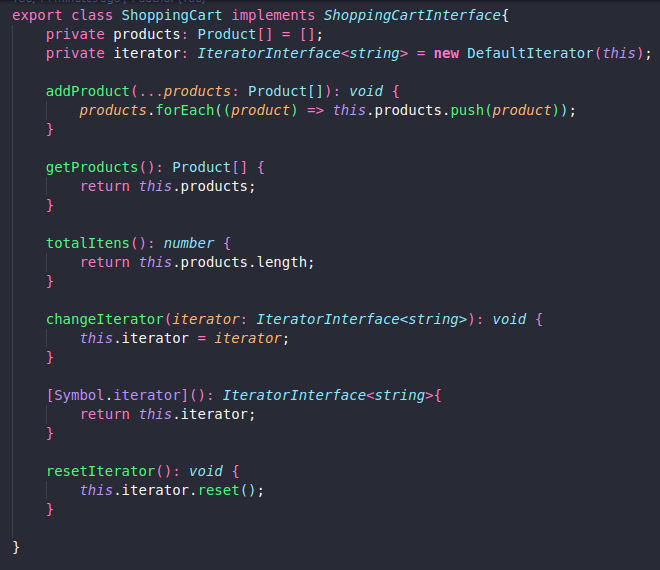 export class ShoppingCart implements ShoppingCartInterface{
private products: Product[] = [];
private iterator: IteratorInterface<string> = new DefaultIterator(this);
addProduct(...products: Product[]): void {
products.forEach((product) => this.products.push(product));
}
getProducts(): Product[] {
return this.products;
}
totalItens(): number {
return this.products.length;
}
changeIterator(iterator: IteratorInterface<string>): void {
this.iterator = iterator;
}
[Symbol.iterator](): IteratorInterface<string>{
return this.iterator;
}
resetIterator(): void {
this.iterator.reset();
}
}